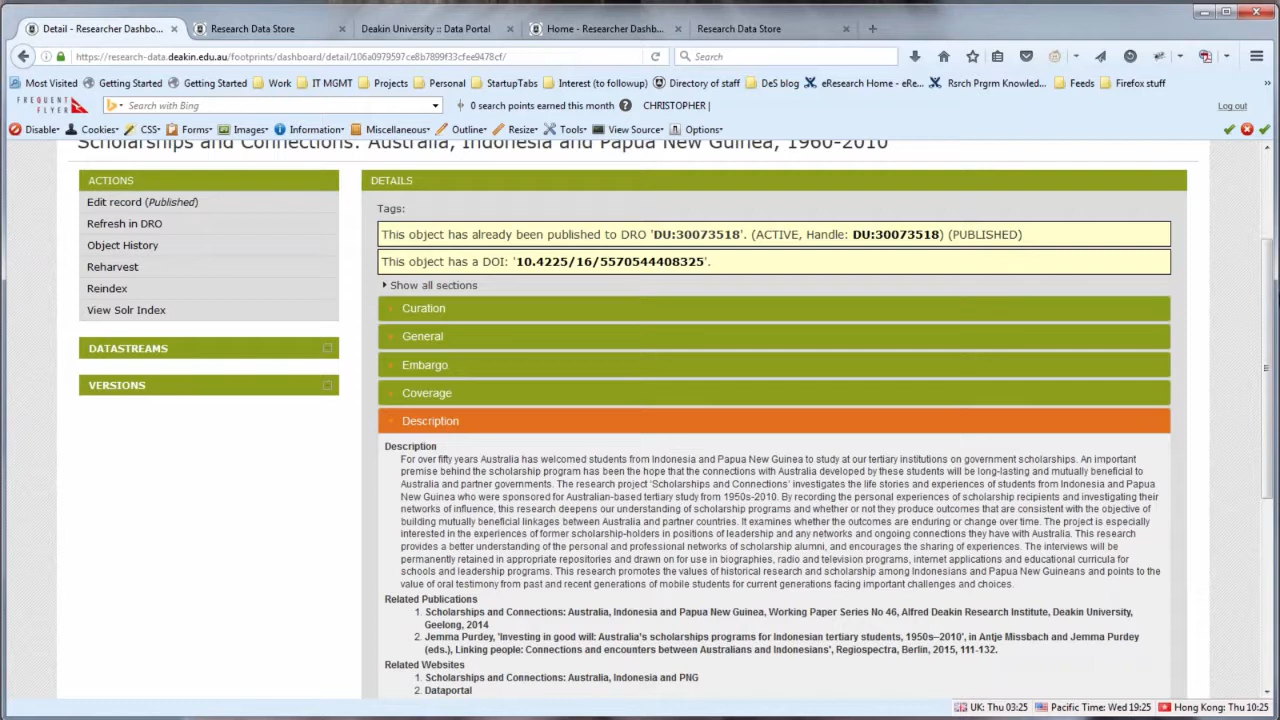 Detail - Researcher Dashbo...
Research Data Store
Deakin University :: Data Portal
Home - Researcher Dashb...
Research Data Store
https://research-data.deakin.edu.au/footprints/dashboard/detail/106a0979597ce8b7899f33cfee9478cf/
Search
Most Visited
Getting Started
Getting Started
Work
IT MGMT
Projects
Personal
StartupTabs
Interest (to followup)
Directory of staff
DeS blog
eResearch Home - eRe...
Rsrch Prgrm Knowled...
Feeds
Firefox stuff
FREQUENT FLYER
Search with Bing
0 search points earned this month
CHRISTOPHER |
Log out
Disable
Cookies
CSS
Forms
Images
Information
Miscellaneous
Outline
Resize
Tools
View Source
Options
Scholarships and Connections: Australia, Indonesia and Papua New Guinea, 1960-2010
ACTIONS
Edit record (Published)
Refresh in DRO
Object History
Reharvest
Reindex
View Solr Index
DATASTREAMS
VERSIONS
DETAILS
Tags:
This object has already been published to DRO 'DU:30073518'. (ACTIVE, Handle: DU:30073518) (PUBLISHED)
This object has a DOI: '10.4225/16/5570544408325'.
Show all sections
Curation
General
Embargo
Coverage
Description
Description
For over fifty years Australia has welcomed students from Indonesia and Papua New Guinea to study at our tertiary institutions on government scholarships. An important
premise behind the scholarship program has been the hope that the connections with Australia developed by these students will be long-lasting and mutually beneficial to
Australia and partner governments. The research project 'Scholarships and Connections' investigates the life stories and experiences of students from Indonesia and Papua
New Guinea who were sponsored for Australian-based tertiary study from 1950s-2010. By recording the personal experiences of scholarship recipients and investigating their
networks of influence, this research deepens our understanding of scholarship programs and whether or not they produce outcomes that are consistent with the objective of
building mutually beneficial linkages between Australia and partner countries. It examines whether the outcomes are enduring or change over time. The project is especially
interested in the experiences of former scholarship-holders in positions of leadership and any networks and ongoing connections they have with Australia. This research
provides a better understanding of the personal and professional networks of scholarship alumni, and encourages the sharing of experiences. The interviews will be
permanently retained in appropriate repositories and drawn on for use in biographies, radio and television programs, internet applications and educational curricula for
schools and leadership programs. This research promotes the values of historical research and scholarship among Indonesians and Papua New Guineans and points to the
value of oral testimony from past and recent generations of mobile students for current generations facing important challenges and choices.
Related Publications
1. Scholarships and Connections: Australia, Indonesia and Papua New Guinea, Working Paper Series No 46, Alfred Deakin Research Institute, Deakin University,
Geelong, 2014
2. Jemma Purdey, 'Investing in good will: Australia's scholarships programs for Indonesian tertiary students, 1950s–2010', in Antje Missbach and Jemma Purdey
(eds.), Linking people: Connections and encounters between Australians and Indonesians', Regiospectra, Berlin, 2015, 111-132.
Related Websites
1. Scholarships and Connections: Australia, Indonesia and PNG
2. Dataportal
UK: Thu 03:25
Pacific Time: Wed 19:25
Hong Kong: Thu 10:25